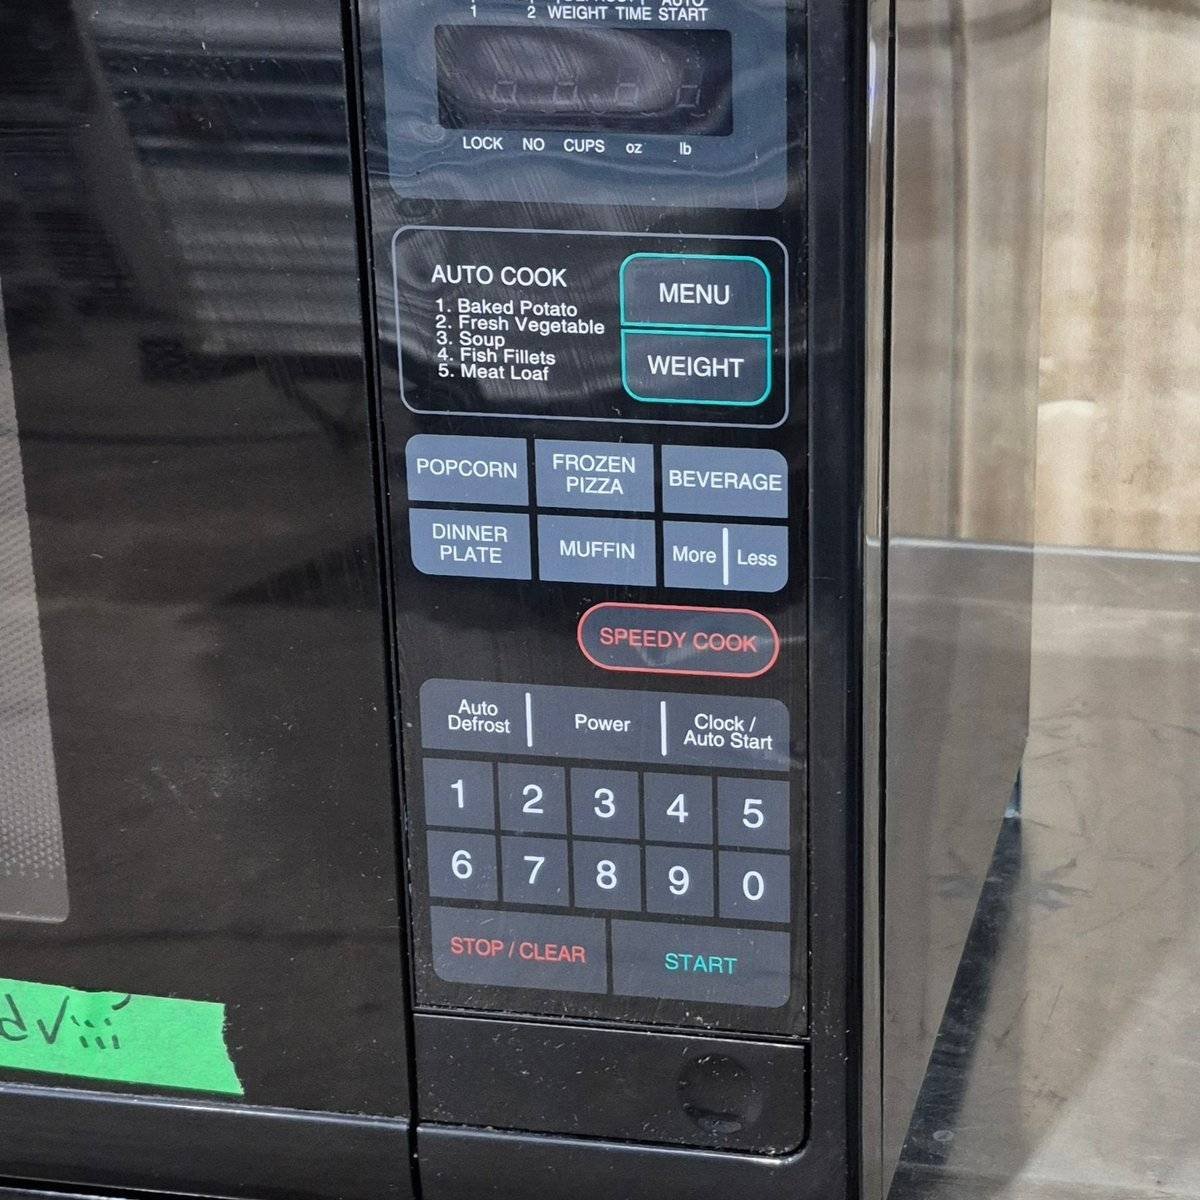 1 2 WEIGHT TIME START
LOCK NO CUPS oz lb
AUTO COOK
1. Baked Potato
2. Fresh Vegetable
3. Soup
4. Fish Fillets
5. Meat Loaf
MENU
WEIGHT
POPCORN
FROZEN
PIZZA
BEVERAGE
DINNER
PLATE
MUFFIN
More
Less
SPEEDY COOK
Auto
Defrost
Power
Clock /
Auto Start
1 2 3 4 5
6 7 8 9 0
STOP / CLEAR
START